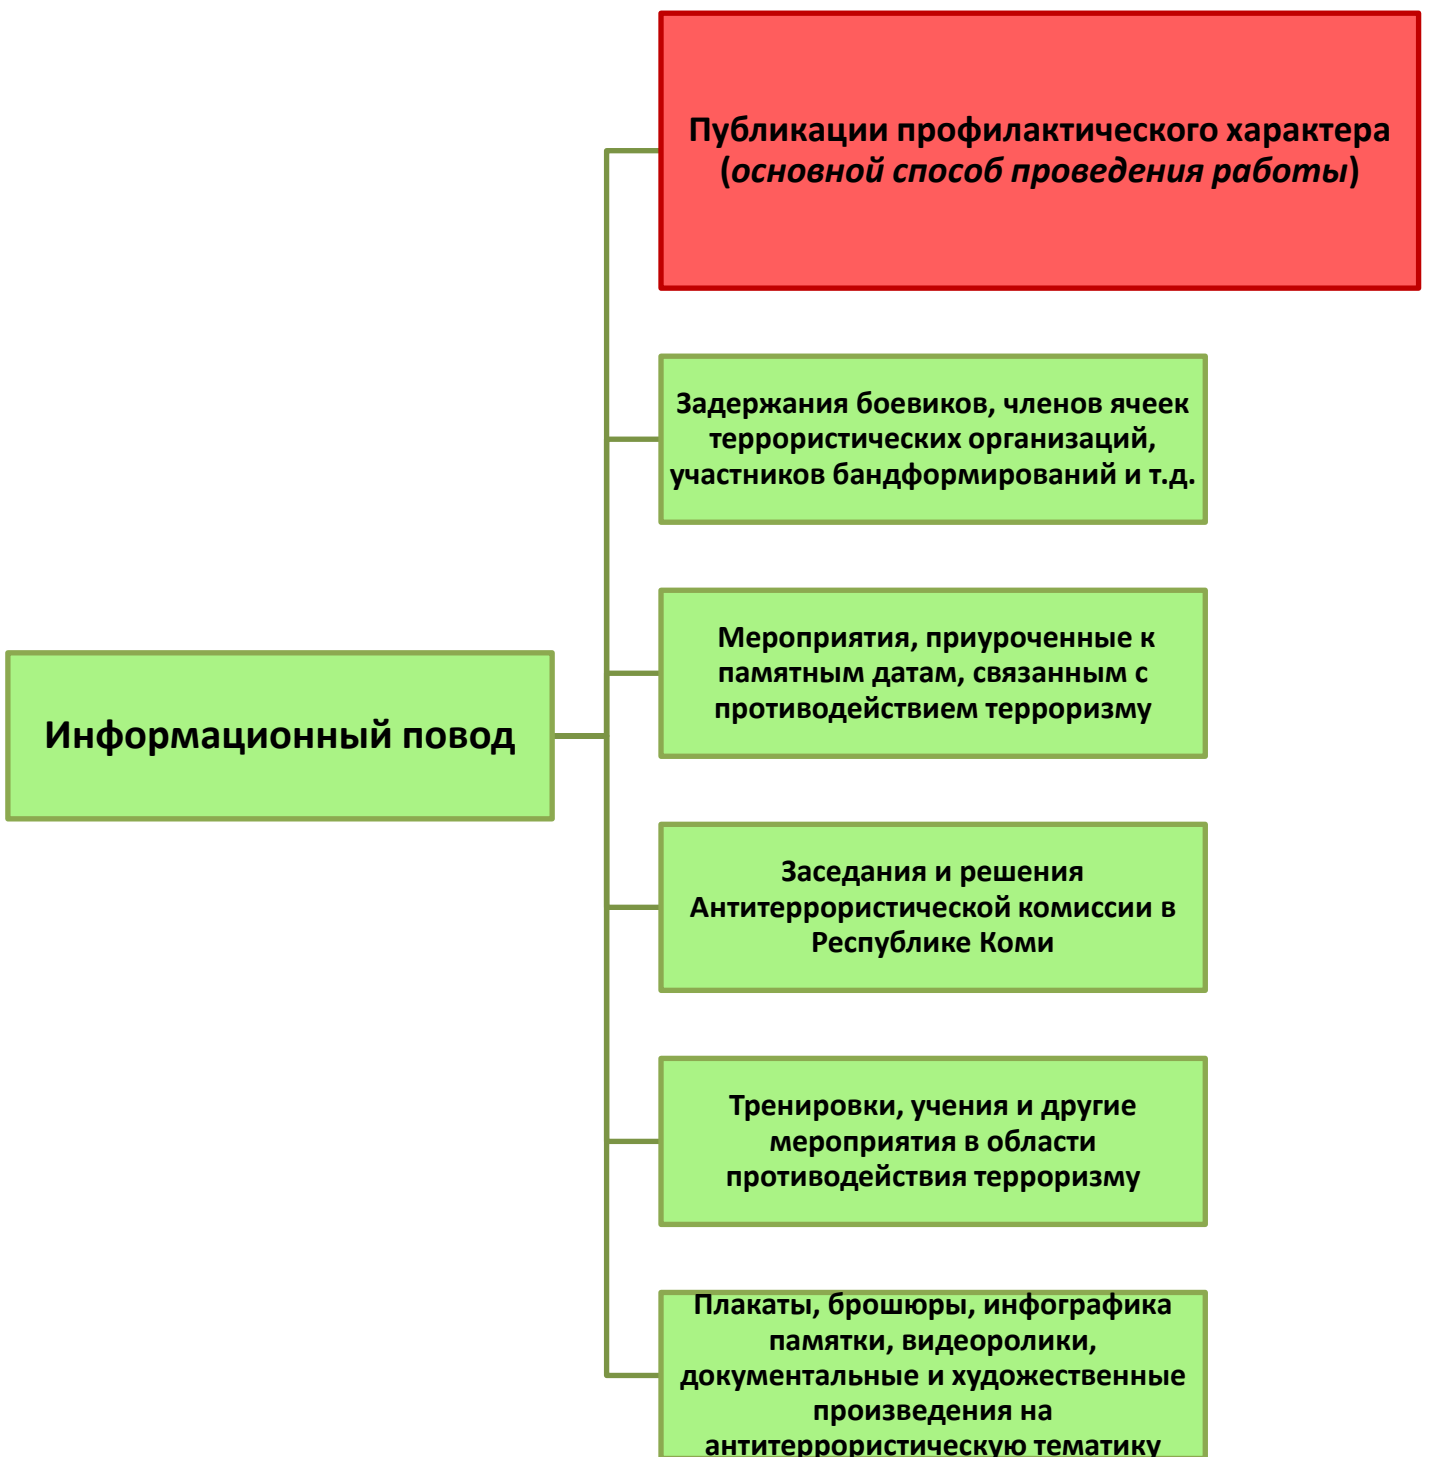 Публикации профилактического характера
(основной способ проведения работы)
Задержания боевиков, членов ячеек
террористических организаций,
участников бандформирований и т.д.
Мероприятия, приуроченные к
памятным датам, связанным с
противодействием терроризму
Информационный повод
Заседания и решения
Антитеррористической комиссии в
Республике Коми
Тренировки, учения и другие
мероприятия в области
противодействия терроризму
Плакаты, брошюры, инфографика
памятки, видеоролики,
документальные и художественные
произведения на
антитеррористическую тематику